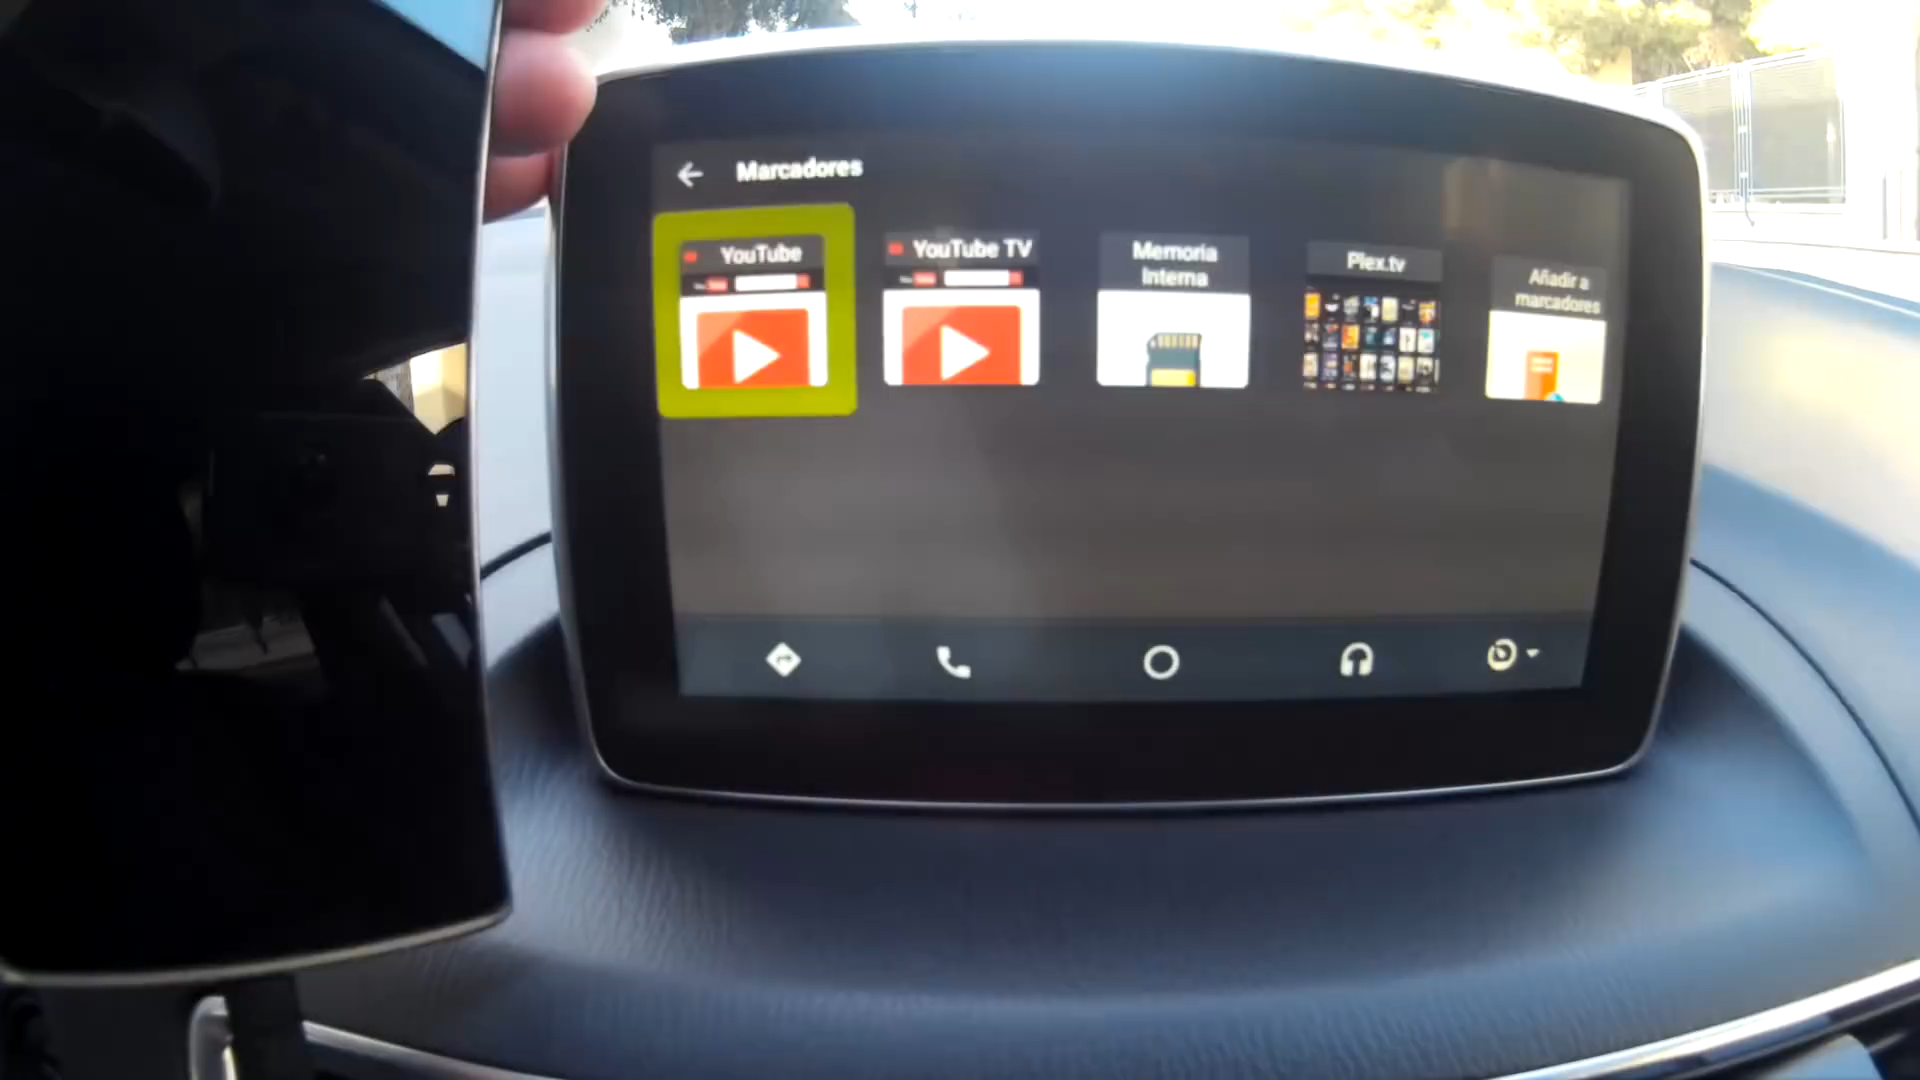 Marcadores
YouTube
YouTube TV
Memoria
Interna
Plex.tv
Añadir a
marcadores